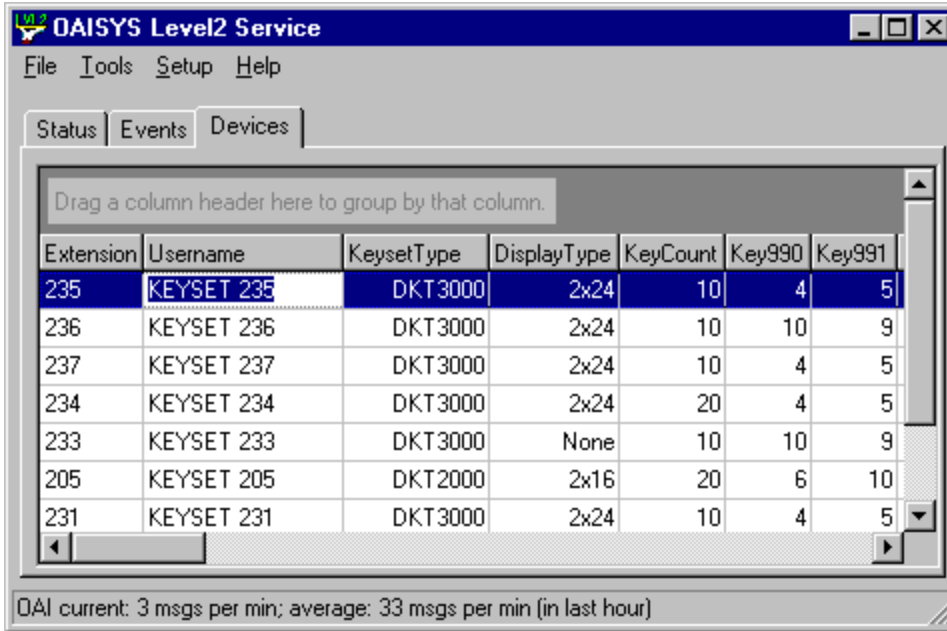 OAISYS Level2 Service
File Tools Setup Help
Status Events Devices
Drag a column header here to group by that column.
Extension Username KeysetType DisplayType KeyCount Key990 Key991
235 KEYSET 235 DKT3000 2x24 10 4 5
236 KEYSET 236 DKT3000 2x24 10 10 9
237 KEYSET 237 DKT3000 2x24 10 4 5
234 KEYSET 234 DKT3000 2x24 20 4 5
233 KEYSET 233 DKT3000 None 10 10 9
205 KEYSET 205 DKT2000 2x16 20 6 10
231 KEYSET 231 DKT3000 2x24 10 4 5
OAI current: 3 msgs per min; average: 33 msgs per min (in last hour)